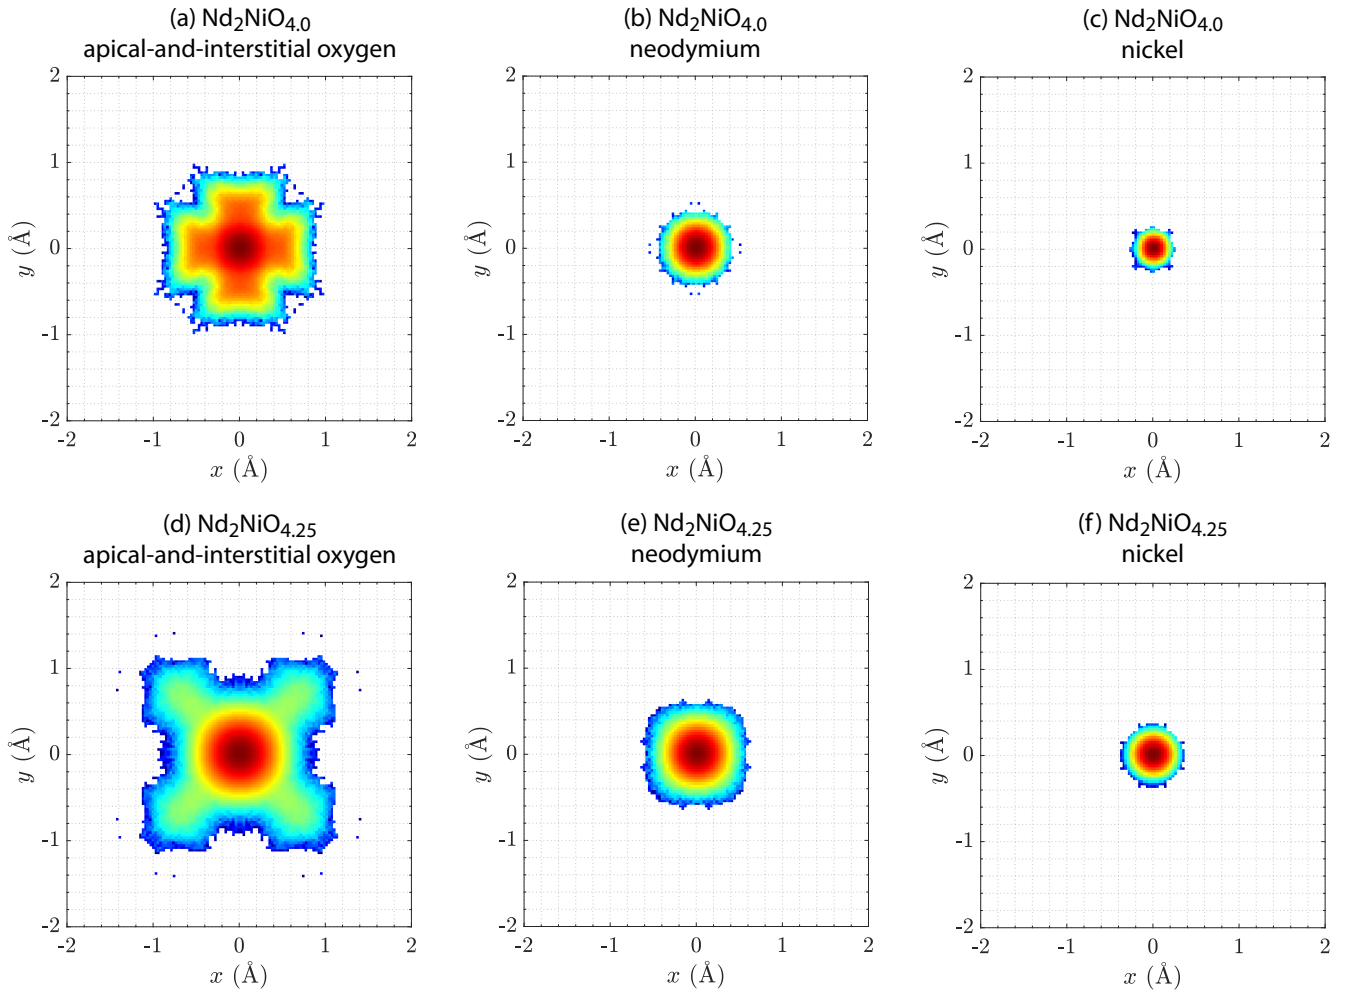 (a) Nd2NiO4.0
apical-and-interstitial oxygen
2
1
0
-1
-2
y (Å)
-2 -1 0 1 2
x (Å)
(b) Nd2NiO4.0
neodymium
2
1
0
-1
-2
y (Å)
-2 -1 0 1 2
x (Å)
(c) Nd2NiO4.0
nickel
2
1
0
-1
-2
y (Å)
-2 -1 0 1 2
x (Å)
(d) Nd2NiO4.25
apical-and-interstitial oxygen
2
1
0
-1
-2
y (Å)
-2 -1 0 1 2
x (Å)
(e) Nd2NiO4.25
neodymium
2
1
0
-1
-2
y (Å)
-2 -1 0 1 2
x (Å)
(f) Nd2NiO4.25
nickel
2
1
0
-1
-2
y (Å)
-2 -1 0 1 2
x (Å)